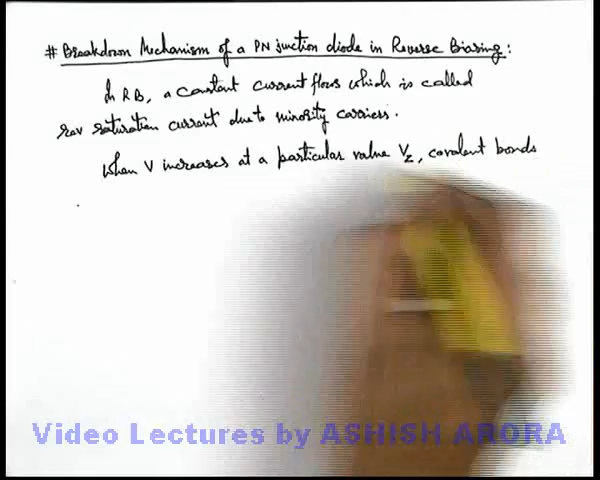 # Breakdown Mechanism of a PN junction diode in Reverse Biasing :
In RB, a constant current flows which is called
rev saturation current due to minority carriers.
when V increases at a particular value Vz, covalent bonds
Video Lectures by ASHISH ARORA